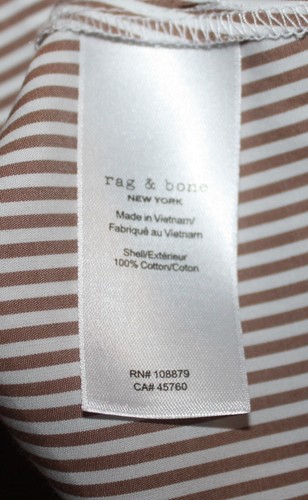 rag & bone
NEW YORK
Made in Vietnam/
Fabriqué au Vietnam
Shell/Extérieur
100% Cotton/Coton
RN# 108879
CA# 45760